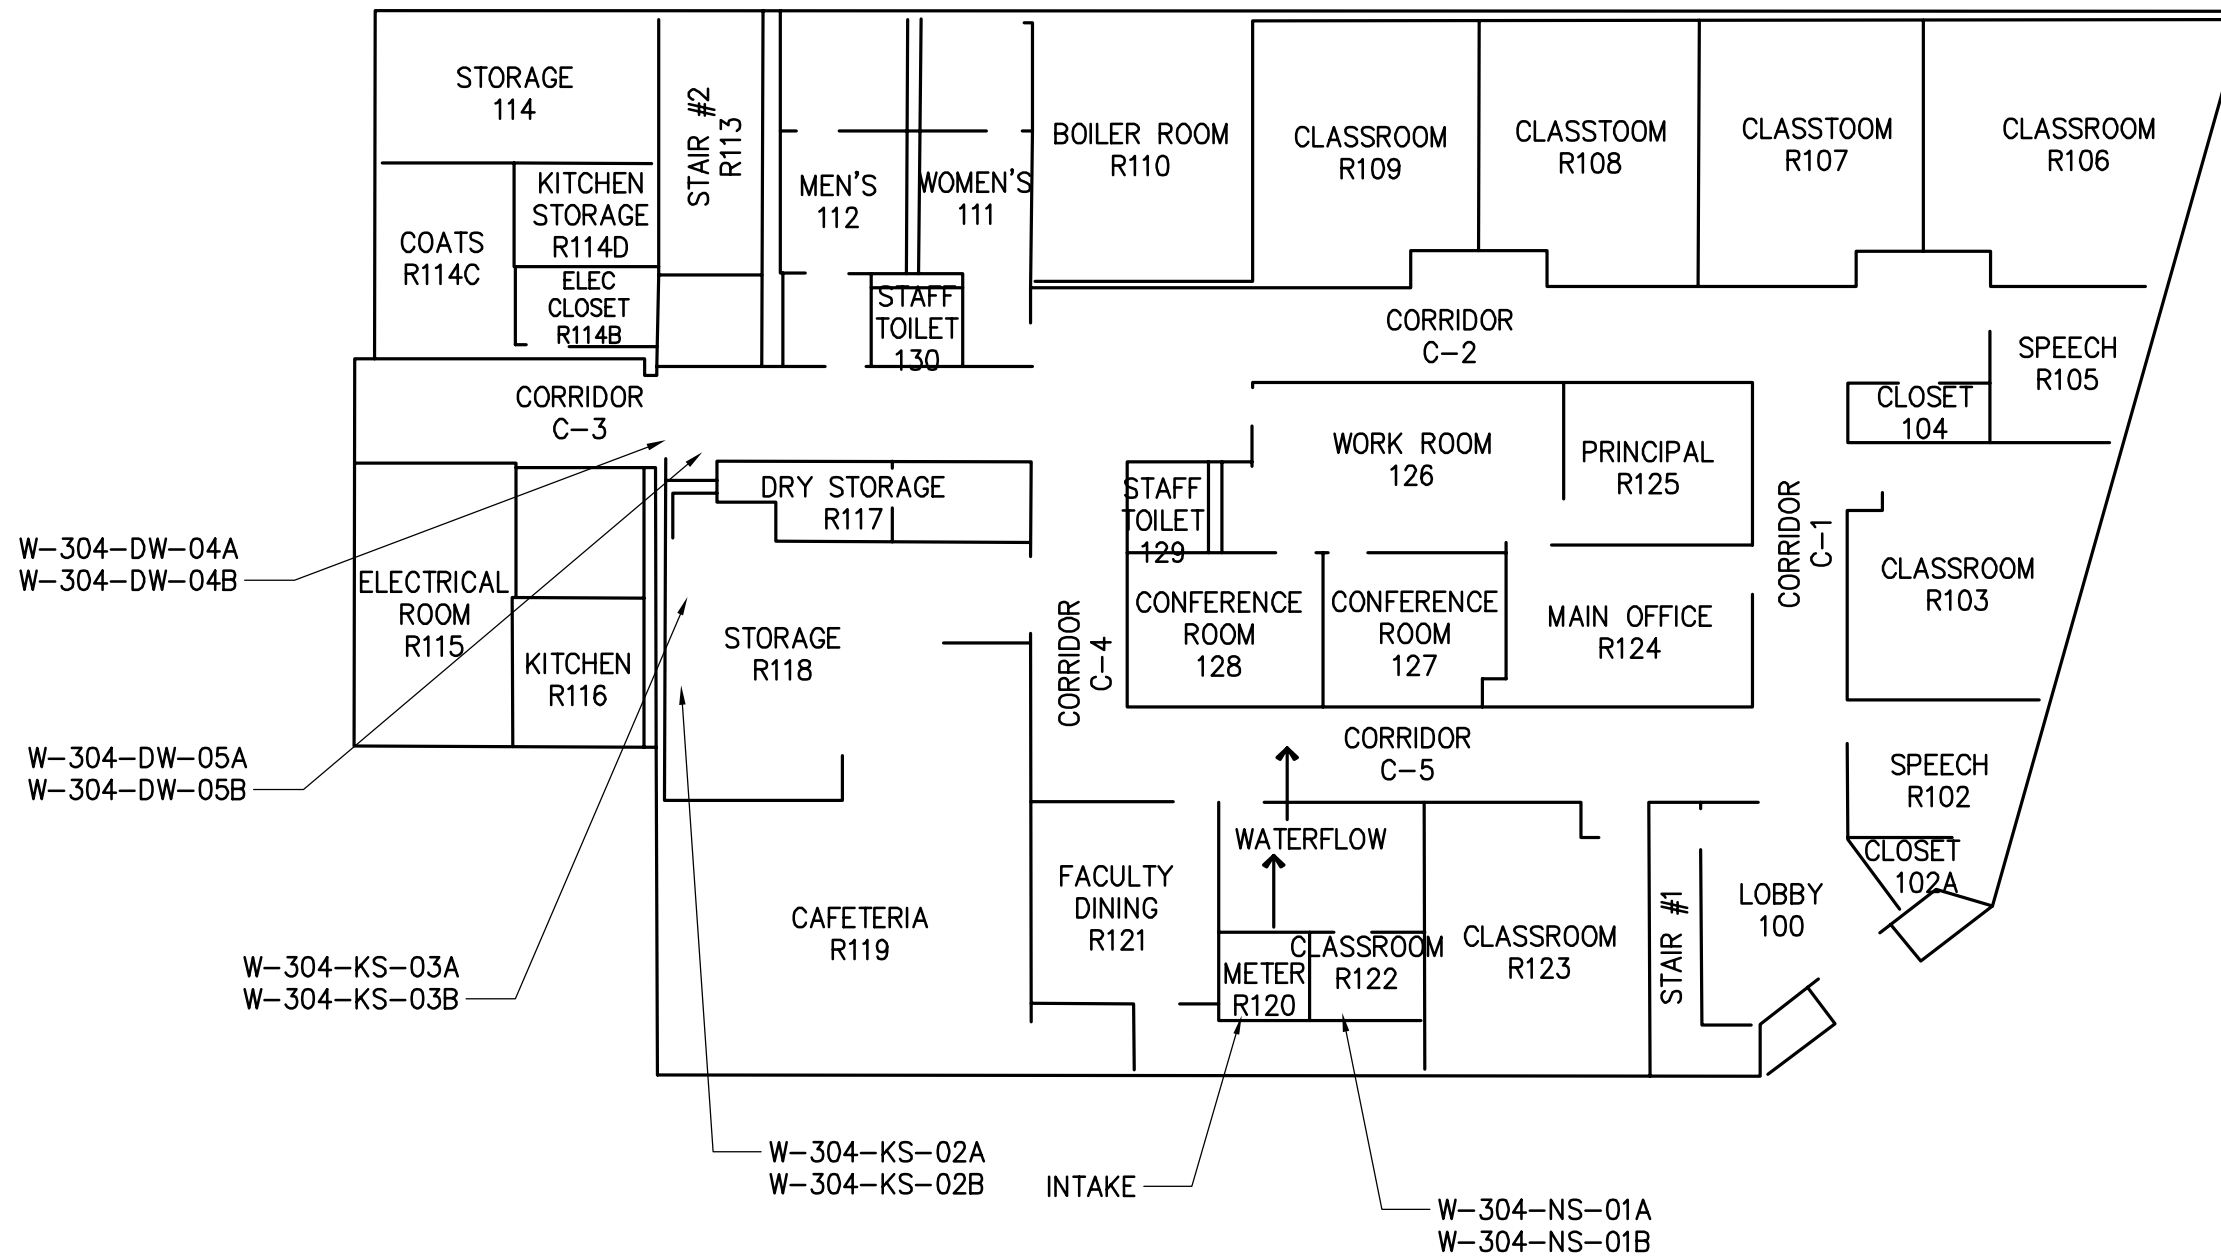 STORAGE
114
STAIR #2
R113
KITCHEN
STORAGE
R114D
COATS
R114C
ELEC
CLOSET
R114B
MEN'S
112
WOMEN'S
111
STAFF
TOILET
130
BOILER ROOM
R110
CLASSROOM
R109
CLASSTOOM
R108
CLASSTOOM
R107
CLASSROOM
R106
CORRIDOR
C-2
SPEECH
R105
CLOSET
104
CORRIDOR
C-3
WORK ROOM
126
PRINCIPAL
R125
DRY STORAGE
R117
STAFF
TOILET
129
CORRIDOR
C-1
CLASSROOM
R103
W-304-DW-04A
W-304-DW-04B
ELECTRICAL
ROOM
R115
KITCHEN
R116
STORAGE
R118
CORRIDOR
C-4
CONFERENCE
ROOM
128
CONFERENCE
ROOM
127
MAIN OFFICE
R124
W-304-DW-05A
W-304-DW-05B
CORRIDOR
C-5
SPEECH
R102
CLOSET
102A
WATERFLOW
FACULTY
DINING
R121
CAFETERIA
R119
METER
R120
CLASSROOM
R122
CLASSROOM
R123
STAIR #1
LOBBY
100
W-304-KS-03A
W-304-KS-03B
W-304-KS-02A
W-304-KS-02B
INTAKE
W-304-NS-01A
W-304-NS-01B